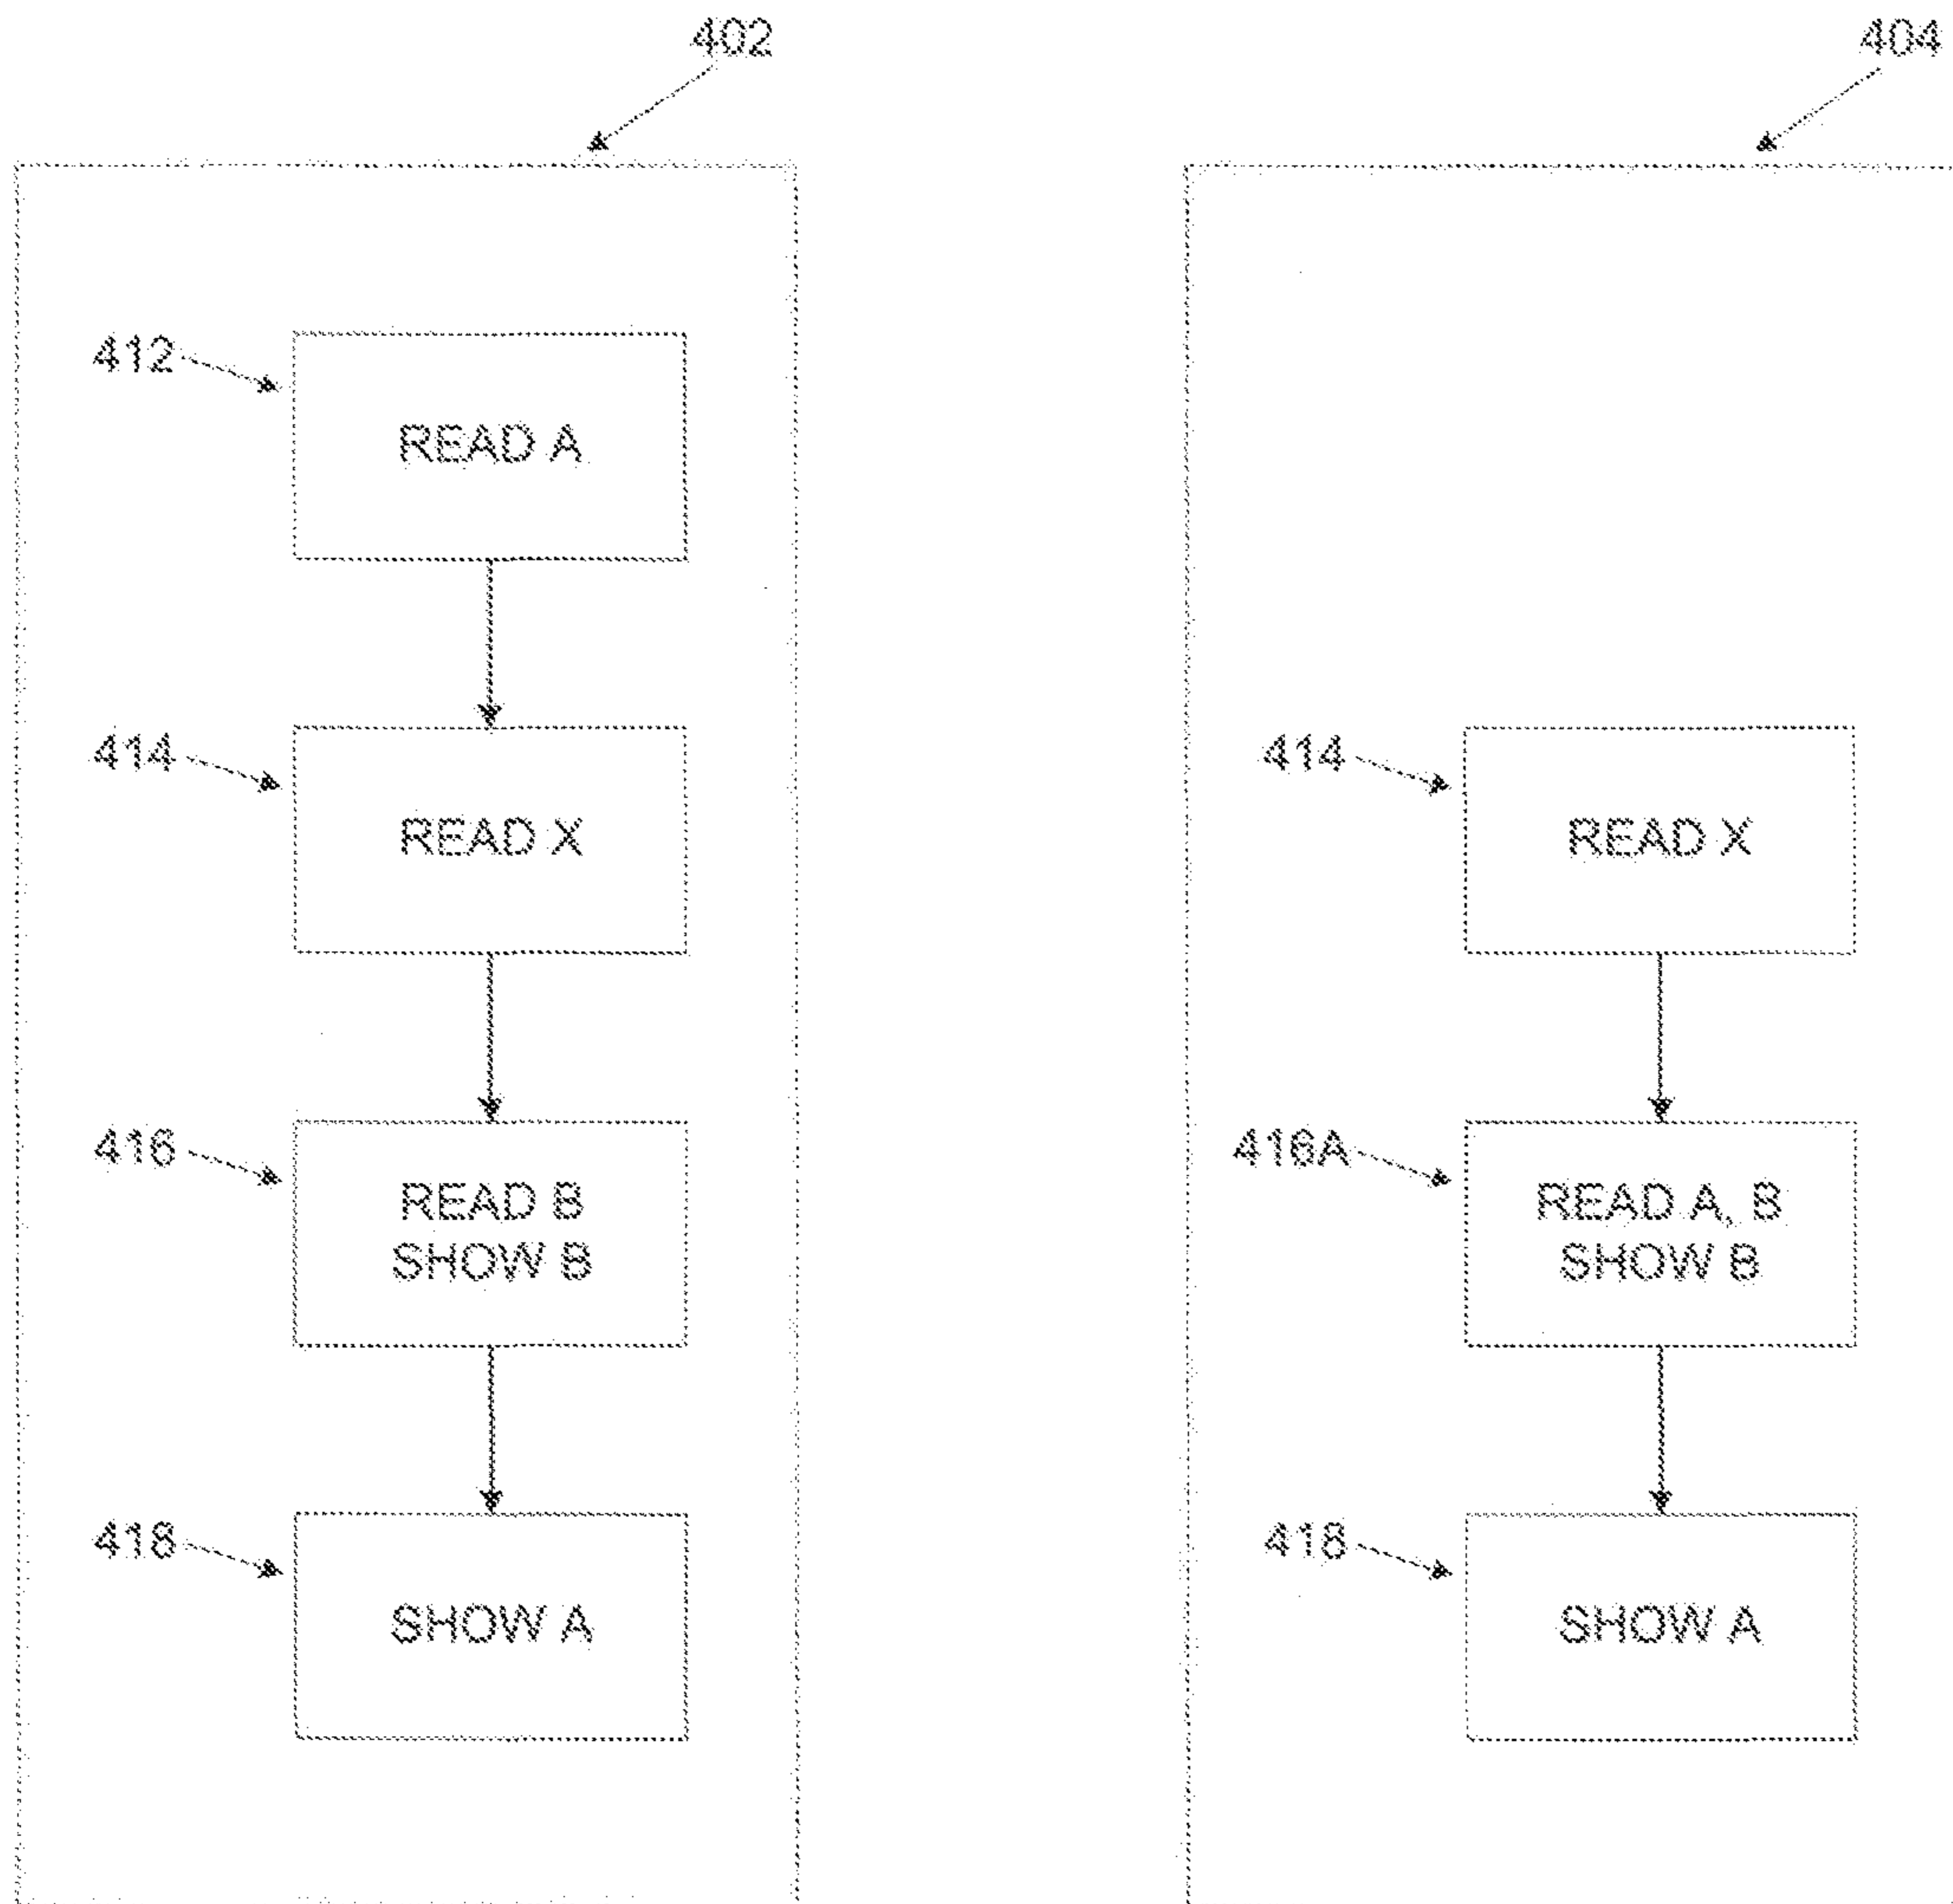 402
404
412
READ A
414
READ X
414
READ X
416
READ B
SHOW B
416A
READ A, B
SHOW B
418
SHOW A
418
SHOW A